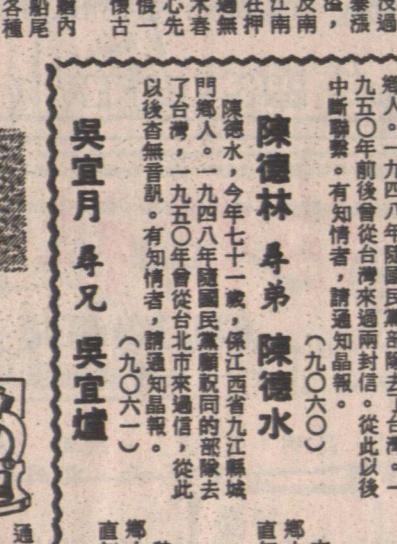 鄉人。一九四八年隨國民黨部隊去了台灣。一
九五〇年前後曾從台灣來過兩封信。從此以後
中斷聯繫。有知情者，請通知晶報。
（九〇六〇）
陳德林 尋弟 陳德水
陳德水，今年七十一歲，係江西省九江縣城
門鄉人。一九四八年隨國民黨顧祝同的部隊去
了台灣，一九五〇年曾從台北市來過信，從此
以後查無音訊。有知情者，請通知晶報。
（九〇六一）
吳宜月 尋兄 吳宜爐